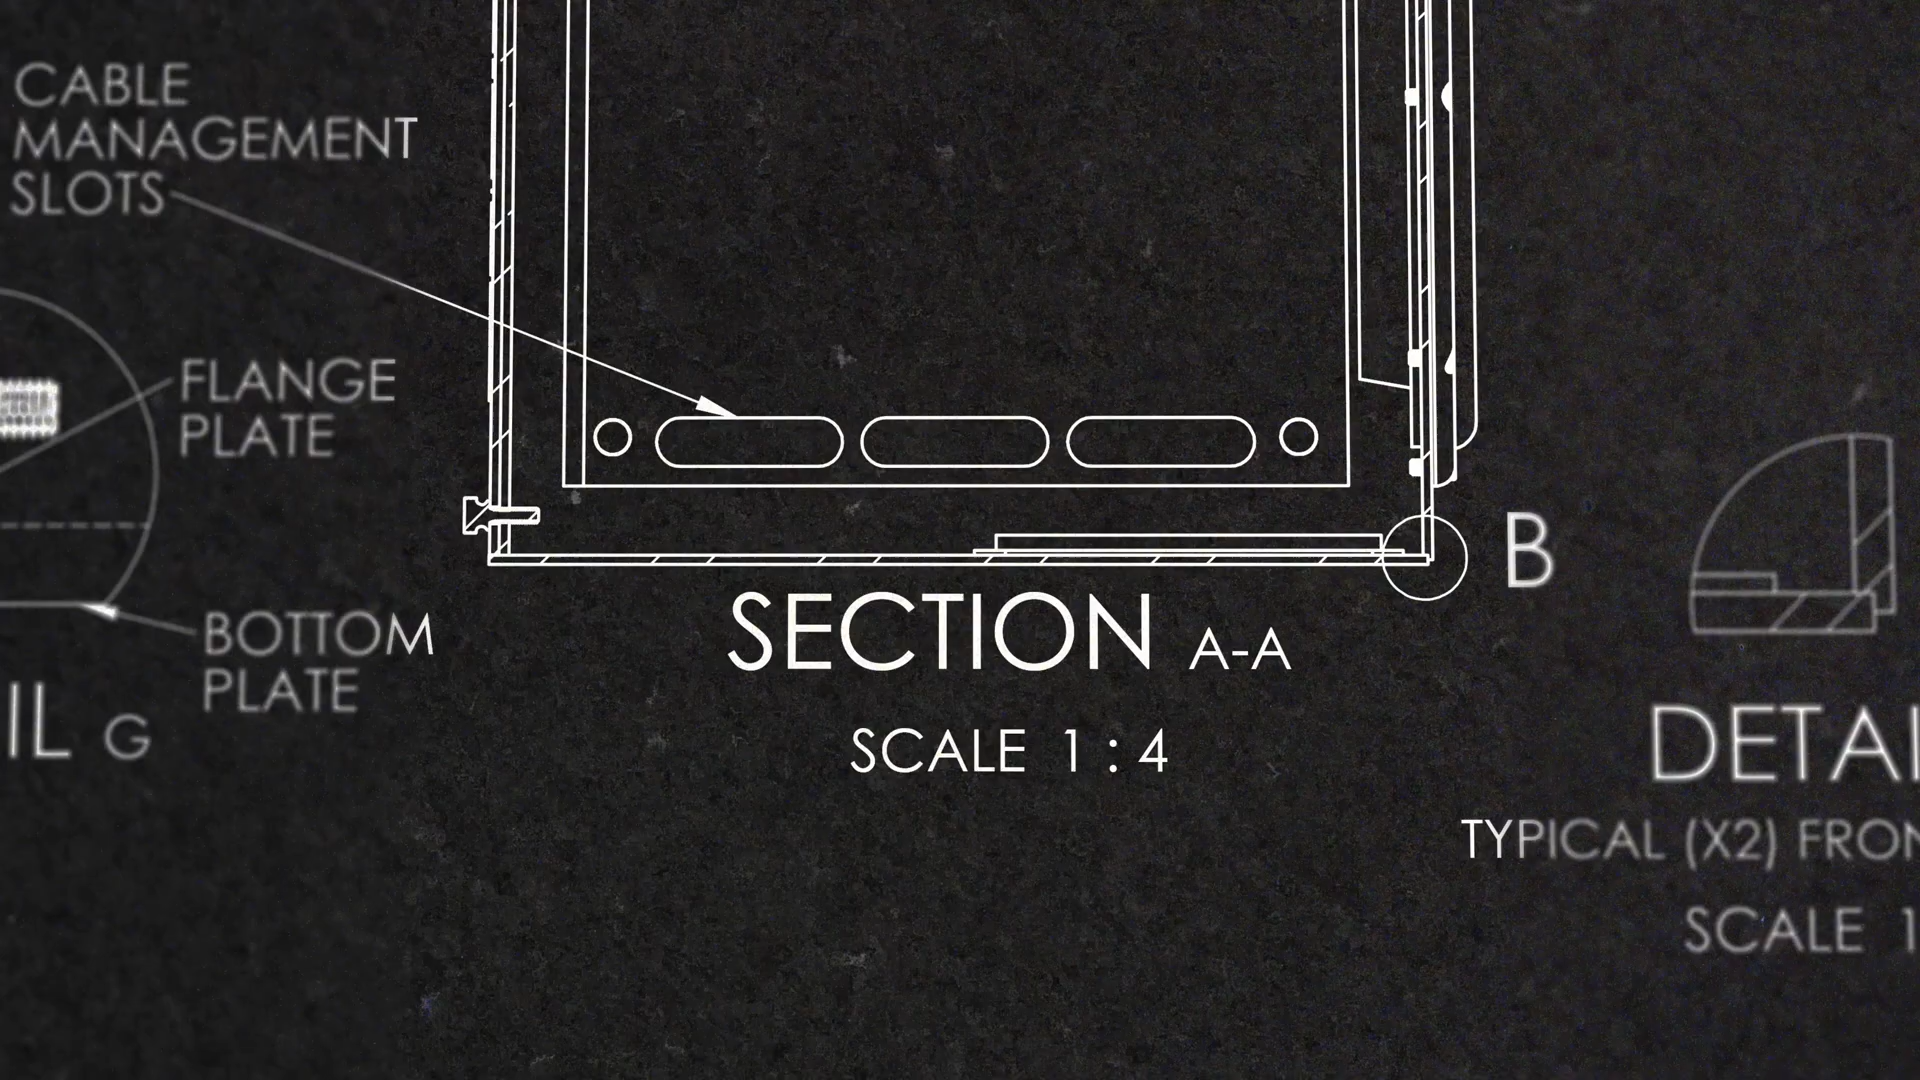 CABLE
MANAGEMENT
SLOTS
FLANGE
PLATE
BOTTOM
PLATE
IL G
SECTION A-A
SCALE 1 : 4
B
DETAI
TYPICAL (X2) FRON
SCALE 1